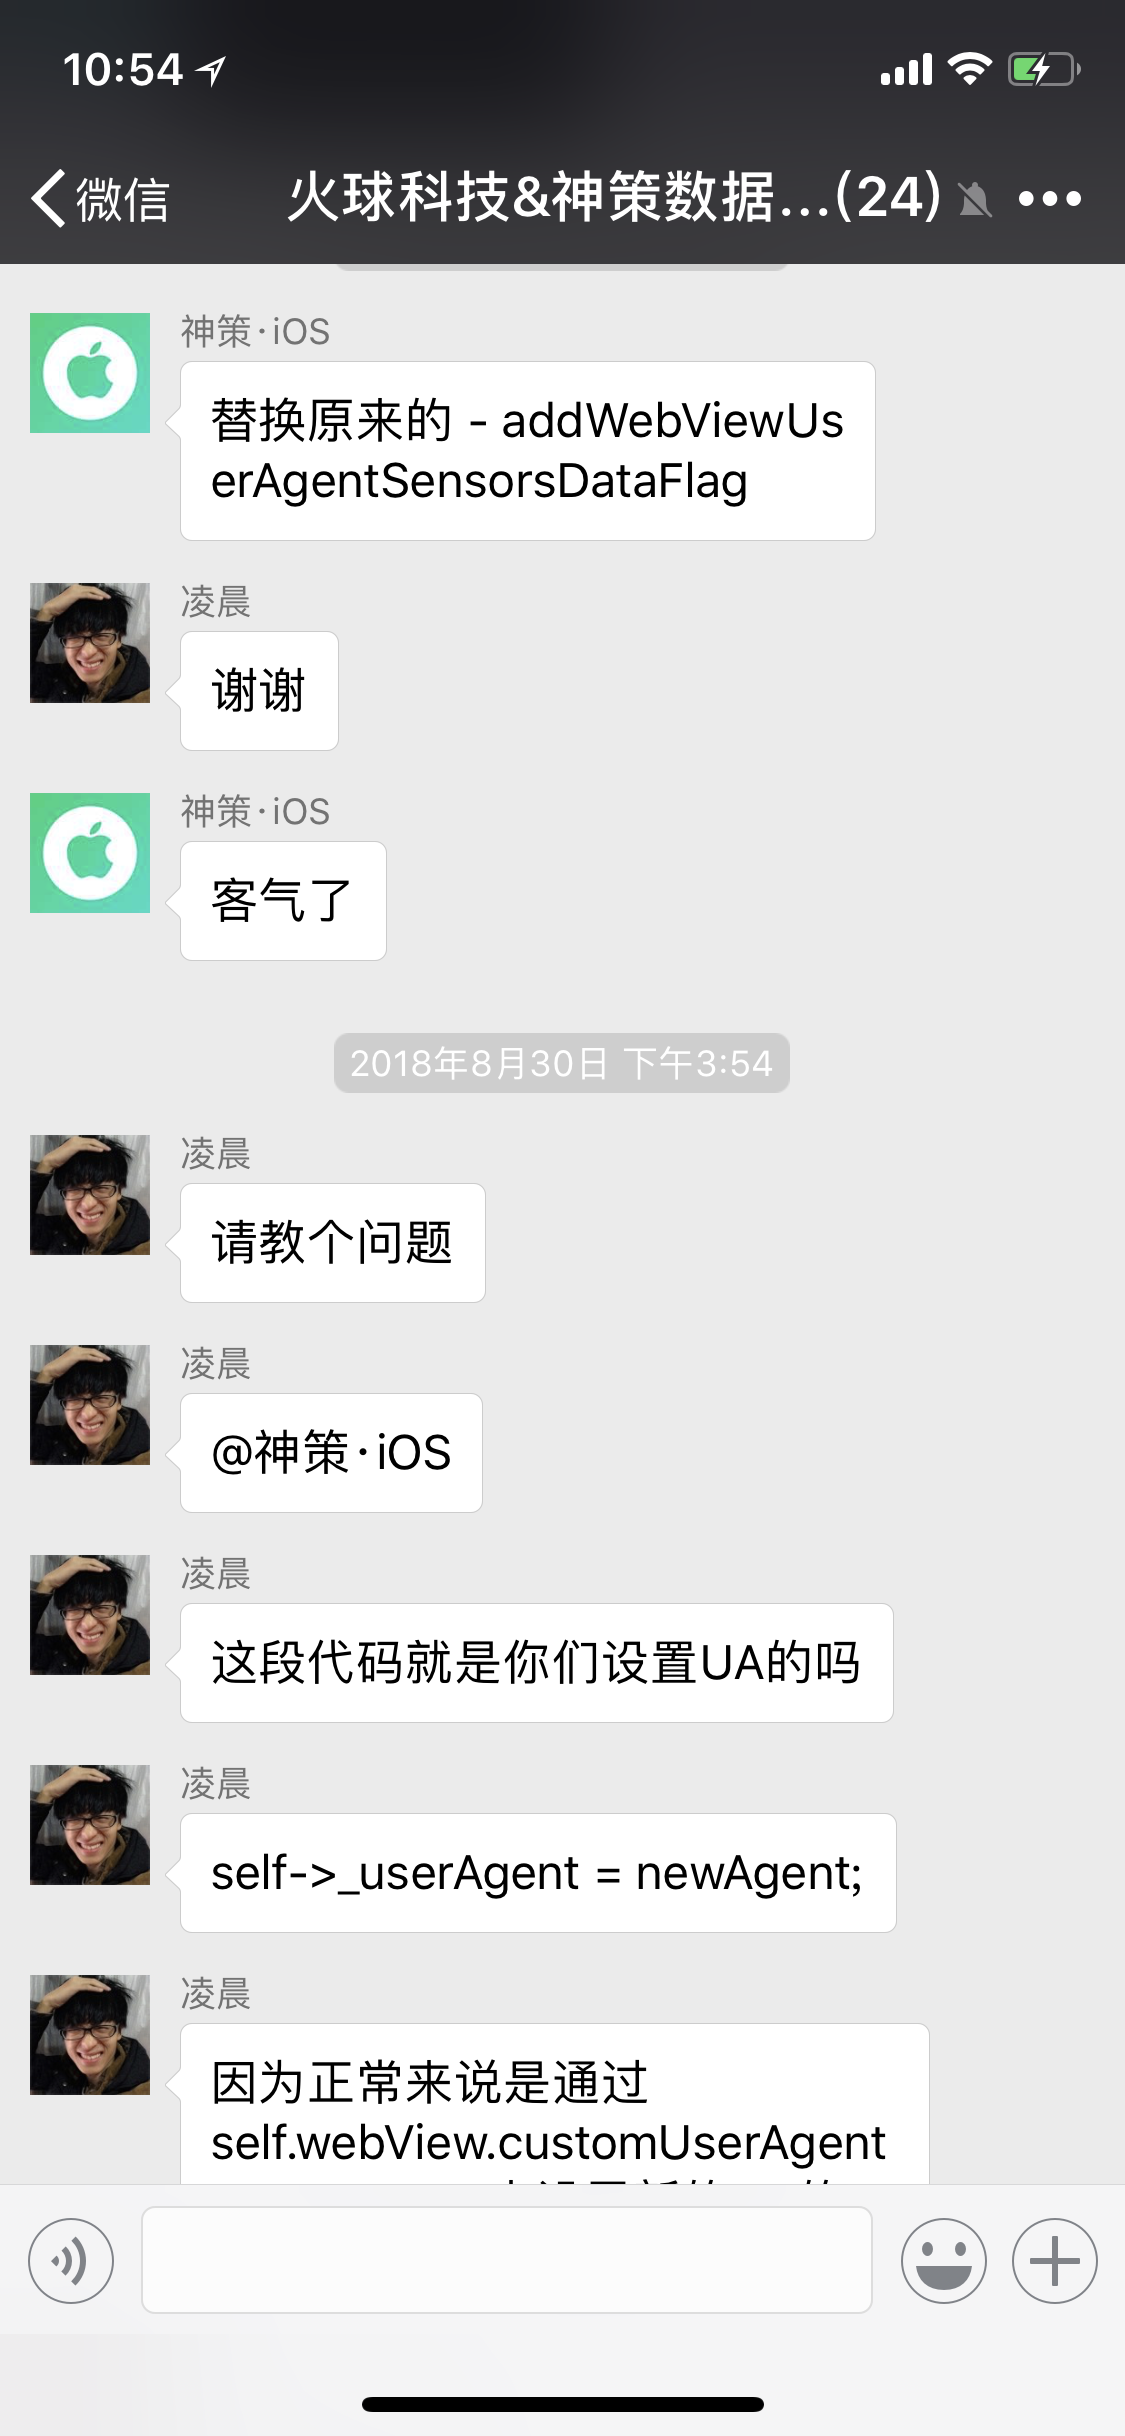 10:54
微信
火球科技&神策数据...(24)
神策·iOS
替换原来的 - addWebViewUs
erAgentSensorsDataFlag
凌晨
谢谢
神策·iOS
客气了
2018年8月30日 下午3:54
凌晨
请教个问题
凌晨
@神策·iOS
凌晨
这段代码就是你们设置UA的吗
凌晨
self->_userAgent = newAgent;
凌晨
因为正常来说是通过
self.webView.customUserAgent